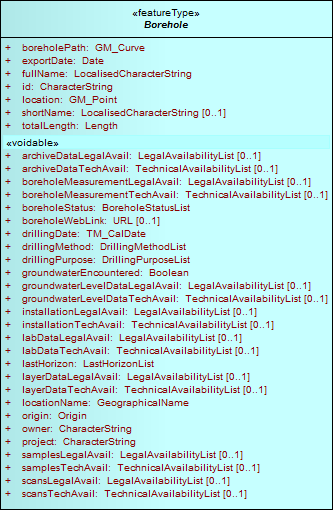 «featureType»
Borehole
+ boreholePath: GM_Curve
+ exportDate: Date
+ fullName: LocalisedCharacterString
+ id: CharacterString
+ location: GM_Point
+ shortName: LocalisedCharacterString [0..1]
+ totalLength: Length
«voidable»
+ archiveDataLegalAvail: LegalAvailabilityList [0..1]
+ archiveDataTechAvail: TechnicalAvailabilityList [0..1]
+ boreholeMeasurementLegalAvail: LegalAvailabilityList [0..1]
+ boreholeMeasurementTechAvail: TechnicalAvailabilityList [0..1]
+ boreholeStatus: BoreholeStatusList
+ boreholeWebLink: URL [0..1]
+ drillingDate: TM_CalDate
+ drillingMethod: DrillingMethodList
+ drillingPurpose: DrillingPurposeList
+ groundwaterEncountered: Boolean
+ groundwaterLevelDataLegalAvail: LegalAvailabilityList [0..1]
+ groundwaterLevelDataTechAvail: TechnicalAvailabilityList [0..1]
+ installationLegalAvail: LegalAvailabilityList [0..1]
+ installationTechAvail: TechnicalAvailabilityList [0..1]
+ labDataLegalAvail: LegalAvailabilityList [0..1]
+ labDataTechAvail: TechnicalAvailabilityList [0..1]
+ lastHorizon: LastHorizonList
+ layerDataLegalAvail: LegalAvailabilityList [0..1]
+ layerDataTechAvail: TechnicalAvailabilityList [0..1]
+ locationName: GeographicalName
+ origin: Origin
+ owner: CharacterString
+ project: CharacterString
+ samplesLegalAvail: LegalAvailabilityList [0..1]
+ samplesTechAvail: TechnicalAvailabilityList [0..1]
+ scansLegalAvail: LegalAvailabilityList [0..1]
+ scansTechAvail: TechnicalAvailabilityList [0..1]